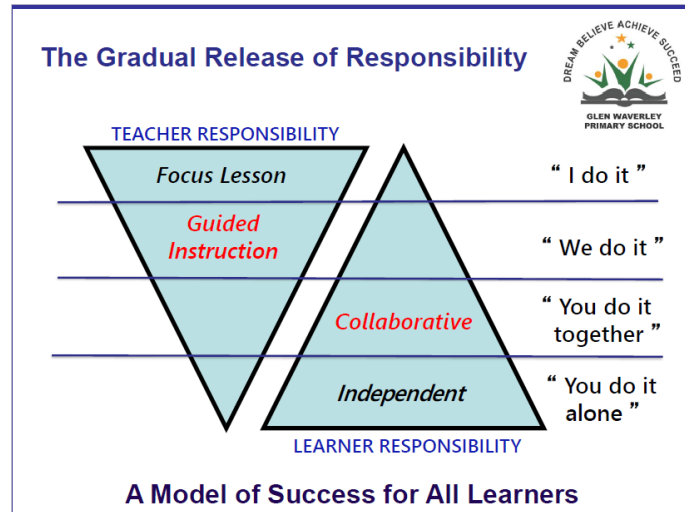 The Gradual Release of Responsibility
DREAM BELIEVE ACHIEVE SUCCEED
GLEN WAVERLEY
PRIMARY SCHOOL
TEACHER RESPONSIBILITY
Focus Lesson
“ I do it ”
Guided
Instruction
“ We do it ”
Collaborative
“ You do it
together ”
Independent
“ You do it
alone ”
LEARNER RESPONSIBILITY
A Model of Success for All Learners